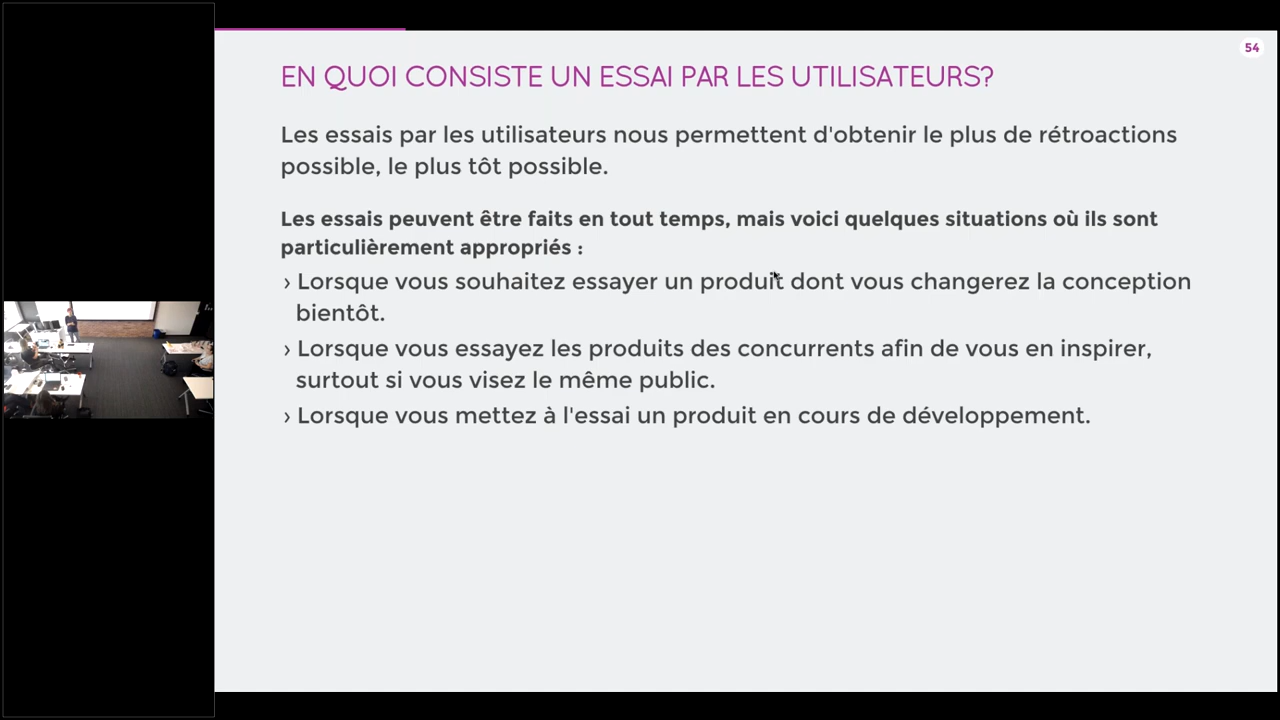 54
EN QUOI CONSISTE UN ESSAI PAR LES UTILISATEURS?
Les essais par les utilisateurs nous permettent d'obtenir le plus de rétroactions
possible, le plus tôt possible.
Les essais peuvent être faits en tout temps, mais voici quelques situations où ils sont
particulièrement appropriés :
› Lorsque vous souhaitez essayer un produit dont vous changerez la conception
bientôt.
› Lorsque vous essayez les produits des concurrents afin de vous en inspirer,
surtout si vous visez le même public.
› Lorsque vous mettez à l'essai un produit en cours de développement.